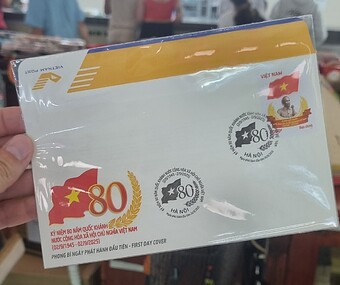 VIETNAM POST
VIỆT NAM
80
HÀ NỘI
80
HÀ NỘI
80
KỶ NIỆM 80 NĂM QUỐC KHÁNH
NƯỚC CỘNG HÒA XÃ HỘI CHỦ NGHĨA VIỆT NAM
(02/9/1945 - 02/9/2025)
PHONG BÌ NGÀY PHÁT HÀNH ĐẦU TIÊN - FIRST DAY COVER